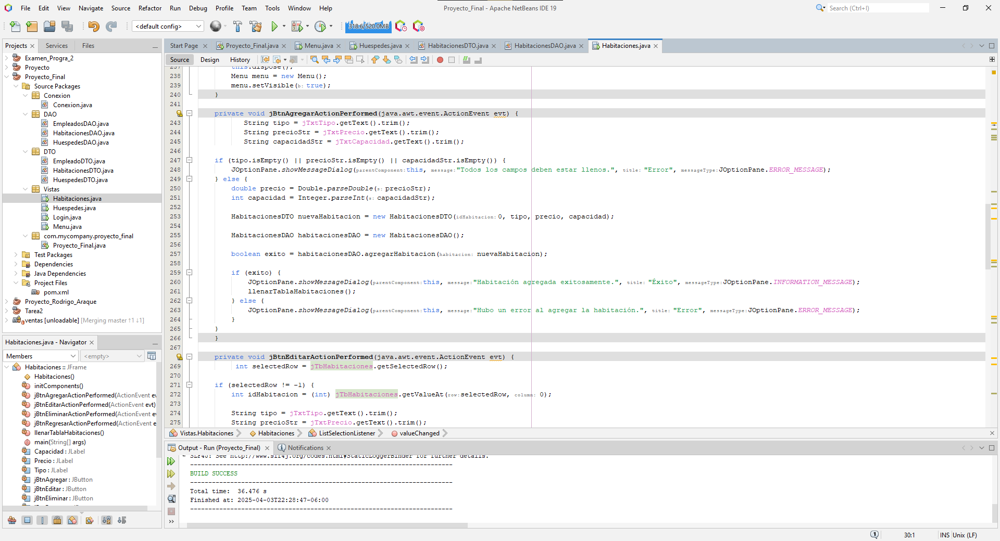 File Edit View Navigate Source Refactor Run Debug Profile Team Tools Window Help
Proyecto_Final - Apache NetBeans IDE 19
Search (Ctrl+I)
<default config>
318.6/520.0MB
Projects
Services
Files
Examen_Progra_2
Proyecto
Proyecto_Final
Source Packages
Conexion
Conexion.java
DAO
EmpleadosDAO.java
HabitacionesDAO.java
HuespedesDAO.java
DTO
EmpleadoDTO.java
HabitacionesDTO.java
HuespedesDTO.java
Vistas
Habitaciones.java
Huespedes.java
Login.java
Menu.java
com.mycompany.proyecto_final
Proyecto_Final.java
Test Packages
Dependencies
Java Dependencies
Project Files
pom.xml
Proyecto_Rodrigo_Araque
Tarea2
ventas [unloadable] [Merging master ↑1 ↓1]
Habitaciones.java - Navigator
Members
<empty>
Habitaciones :: JFrame
Habitaciones()
initComponents()
jBtnAgregarActionPerformed(ActionEvent ev
jBtnEditarActionPerformed(ActionEvent evt)
jBtnEliminarActionPerformed(ActionEvent e
jBtnRegresarActionPerformed(ActionEvent e
llenarTablaHabitaciones()
main(String[] args)
Capacidad : JLabel
Precio : JLabel
Tipo : JLabel
jBtnAgregar : JButton
jBtnEditar : JButton
jBtnEliminar : JButton
Start Page
Proyecto_Final.java
Menu.java
Huespedes.java
HabitacionesDTO.java
HabitacionesDAO.java
Habitaciones.java
Source Design History
237 this.dispose();
238 Menu menu = new Menu();
239 menu.setVisible(b: true);
240 }
241
private void jBtnAgregarActionPerformed(java.awt.event.ActionEvent evt) {
243 String tipo = jTxtTipo.getText().trim();
244 String precioStr = jTxtPrecio.getText().trim();
245 String capacidadStr = jTxtCapacidad.getText().trim();
246
247 if (tipo.isEmpty() || precioStr.isEmpty() || capacidadStr.isEmpty()) {
248 JOptionPane.showMessageDialog(parentComponent:this, message:"Todos los campos deben estar llenos.", title: "Error", messageType:JOptionPane.ERROR_MESSAGE);
249 } else {
250 double precio = Double.parseDouble(s: precioStr);
251 int capacidad = Integer.parseInt(s: capacidadStr);
252
253 HabitacionesDTO nuevaHabitacion = new HabitacionesDTO(idHabitacion: 0, tipo, precio, capacidad);
254
255 HabitacionesDAO habitacionesDAO = new HabitacionesDAO();
256
257 boolean exito = habitacionesDAO.agregarHabitacion(habitacion: nuevaHabitacion);
258
259 if (exito) {
260 JOptionPane.showMessageDialog(parentComponent:this, message:"Habitación agregada exitosamente.", title: "Éxito", messageType:JOptionPane.INFORMATION_MESSAGE);
261 llenarTablaHabitaciones();
262 } else {
263 JOptionPane.showMessageDialog(parentComponent:this, message:"Hubo un error al agregar la habitación.", title: "Error", messageType:JOptionPane.ERROR_MESSAGE);
264 }
265 }
266 }
267
private void jBtnEditarActionPerformed(java.awt.event.ActionEvent evt) {
269 int selectedRow = jTbHabitaciones.getSelectedRow();
270
271 if (selectedRow != -1) {
272 int idHabitacion = (int) jTbHabitaciones.getValueAt(row:selectedRow, column: 0);
273
274 String tipo = jTxtTipo.getText().trim();
275 String precioStr = jTxtPrecio.getText().trim();
Vistas.Habitaciones
Habitaciones
ListSelectionListener
valueChanged
Output - Run (Proyecto_Final)
Notifications
SLF4J: See http://www.slf4j.org/codes.html#StaticLoggerBinder for further details.
------------------------------------------------------------------------
BUILD SUCCESS
------------------------------------------------------------------------
Total time: 36.476 s
Finished at: 2025-04-03T22:28:47-06:00
------------------------------------------------------------------------
1
30:1
INS
Unix (LF)